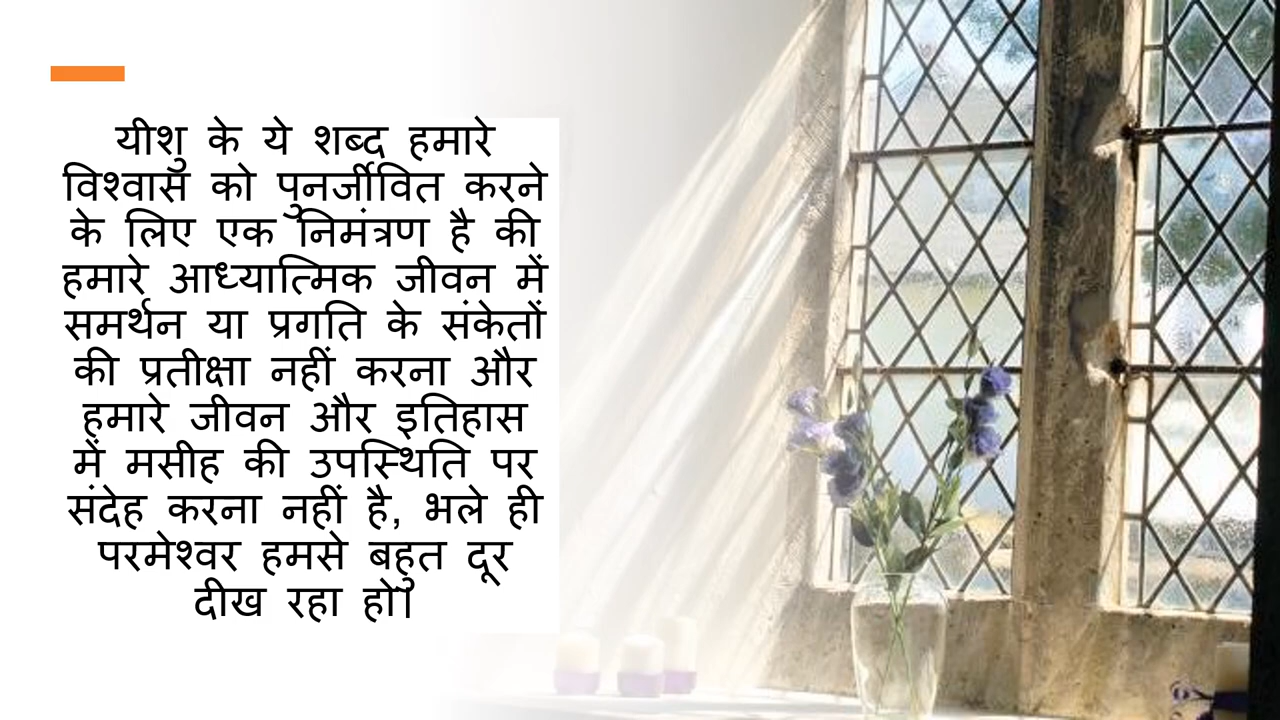 यीशु के ये शब्द हमारे
विश्वास को पुनर्जीवित करने
के लिए एक निमंत्रण है की
हमारे आध्यात्मिक जीवन में
समर्थन या प्रगति के संकेतों
की प्रतीक्षा नहीं करना और
हमारे जीवन और इतिहास
में मसीह की उपस्थिति पर
संदेह करना नहीं है, भले ही
परमेश्वर हमसे बहुत दूर
दीख रहा हो।